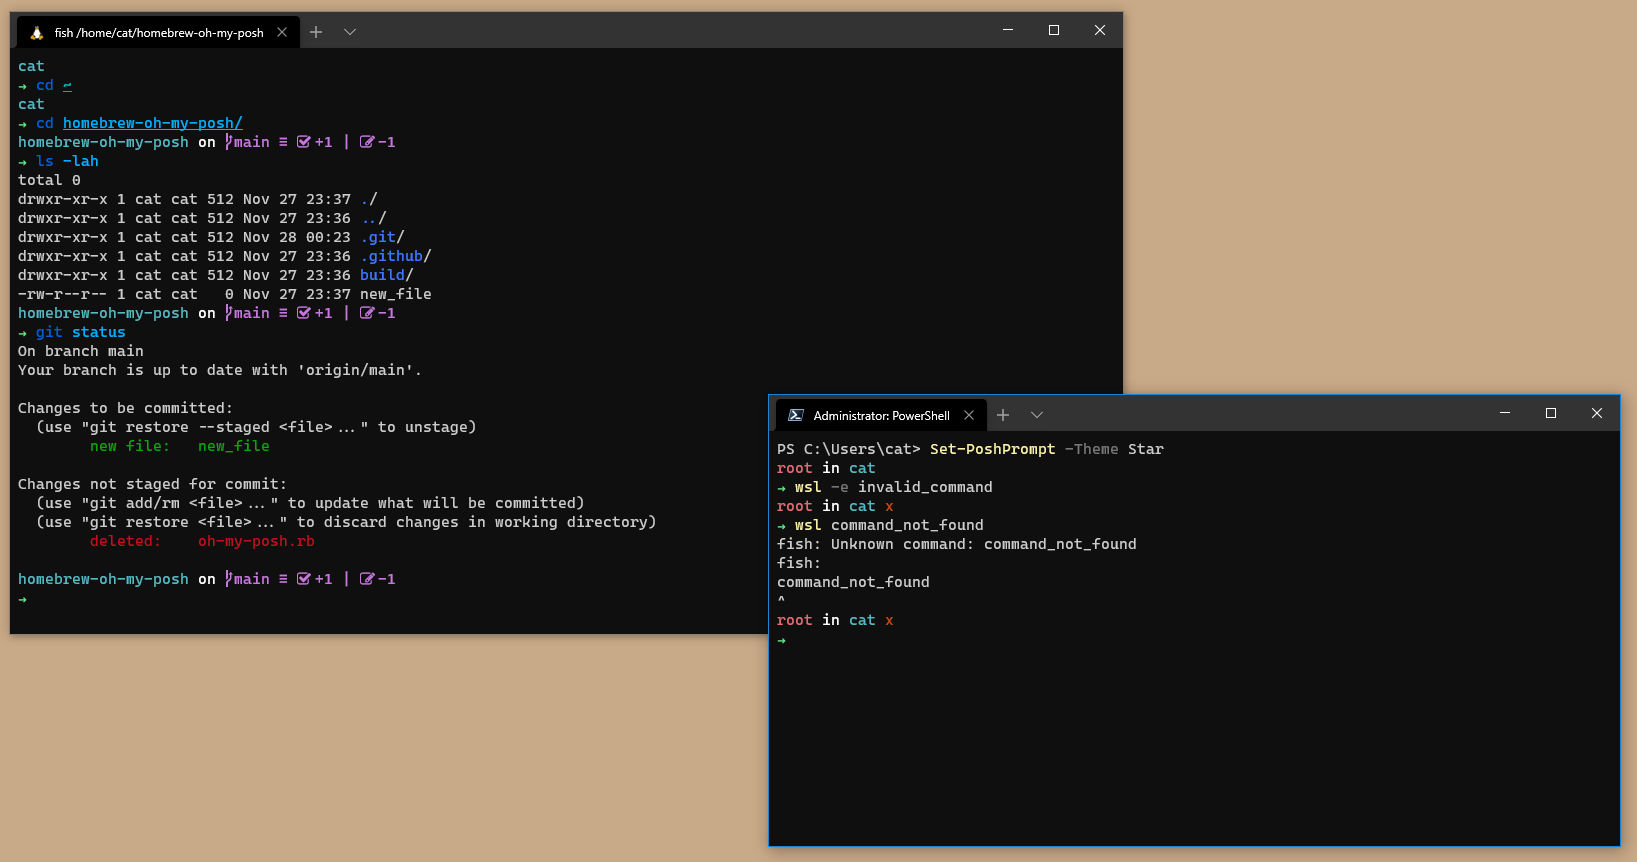 fish /home/cat/homebrew-oh-my-posh
cat
→ cd ~
cat
→ cd homebrew-oh-my-posh/
homebrew-oh-my-posh on main ≡ +1 | -1
→ ls -lah
total 0
drwxr-xr-x 1 cat cat 512 Nov 27 23:37 ./
drwxr-xr-x 1 cat cat 512 Nov 27 23:36 ../
drwxr-xr-x 1 cat cat 512 Nov 28 00:23 .git/
drwxr-xr-x 1 cat cat 512 Nov 27 23:36 .github/
drwxr-xr-x 1 cat cat 512 Nov 27 23:36 build/
-rw-r--r-- 1 cat cat   0 Nov 27 23:37 new_file
homebrew-oh-my-posh on main ≡ +1 | -1
→ git status
On branch main
Your branch is up to date with 'origin/main'.
Changes to be committed:
  (use "git restore --staged <file>..." to unstage)
        new file:   new_file
Changes not staged for commit:
  (use "git add/rm <file>..." to update what will be committed)
  (use "git restore <file>..." to discard changes in working directory)
        deleted:    oh-my-posh.rb
homebrew-oh-my-posh on main ≡ +1 | -1
→
Administrator: PowerShell
PS C:\Users\cat> Set-PoshPrompt -Theme Star
root in cat
→ wsl -e invalid_command
root in cat x
→ wsl command_not_found
fish: Unknown command: command_not_found
fish:
command_not_found
^
root in cat x
→